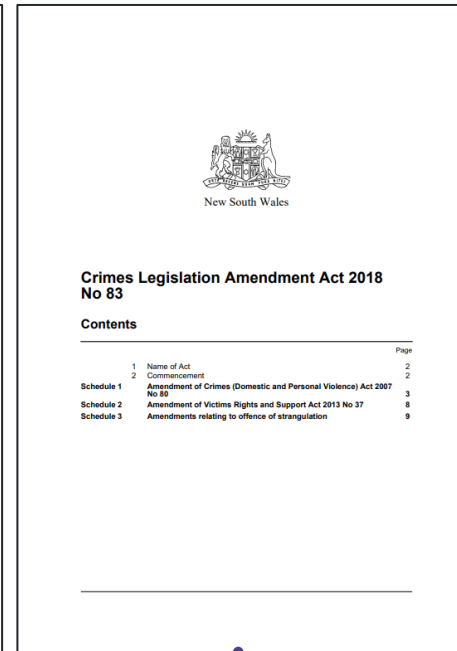 New South Wales
Crimes Legislation Amendment Act 2018
No 83
Contents
Page
1 Name of Act 2
2 Commencement 2
Schedule 1 Amendment of Crimes (Domestic and Personal Violence) Act 2007
No 80 3
Schedule 2 Amendment of Victims Rights and Support Act 2013 No 37 8
Schedule 3 Amendments relating to offence of strangulation 9